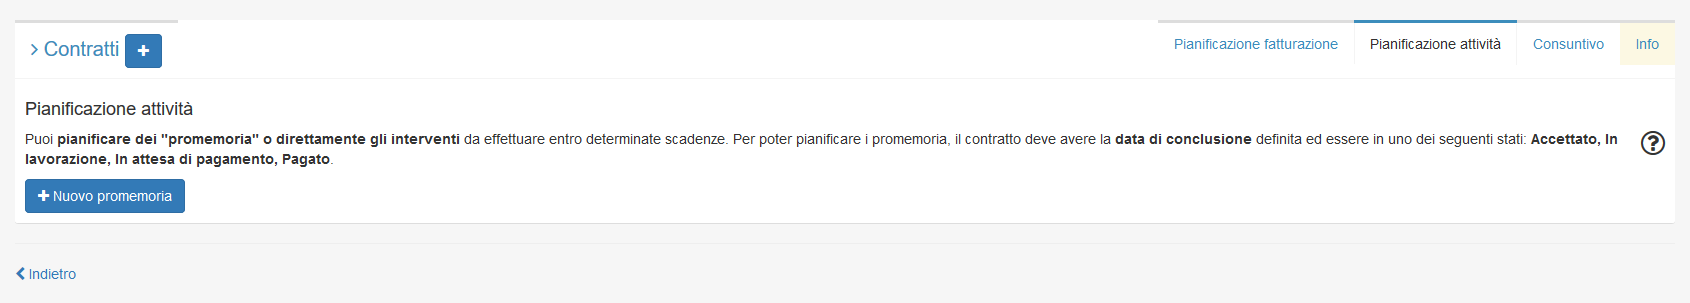 Contratti
Pianificazione fatturazione
Pianificazione attività
Consuntivo
Info
Pianificazione attività
Puoi pianificare dei "promemoria" o direttamente gli interventi da effettuare entro determinate scadenze. Per poter pianificare i promemoria, il contratto deve avere la data di conclusione definita ed essere in uno dei seguenti stati: Accettato, In
lavorazione, In attesa di pagamento, Pagato.
Nuovo promemoria
Indietro